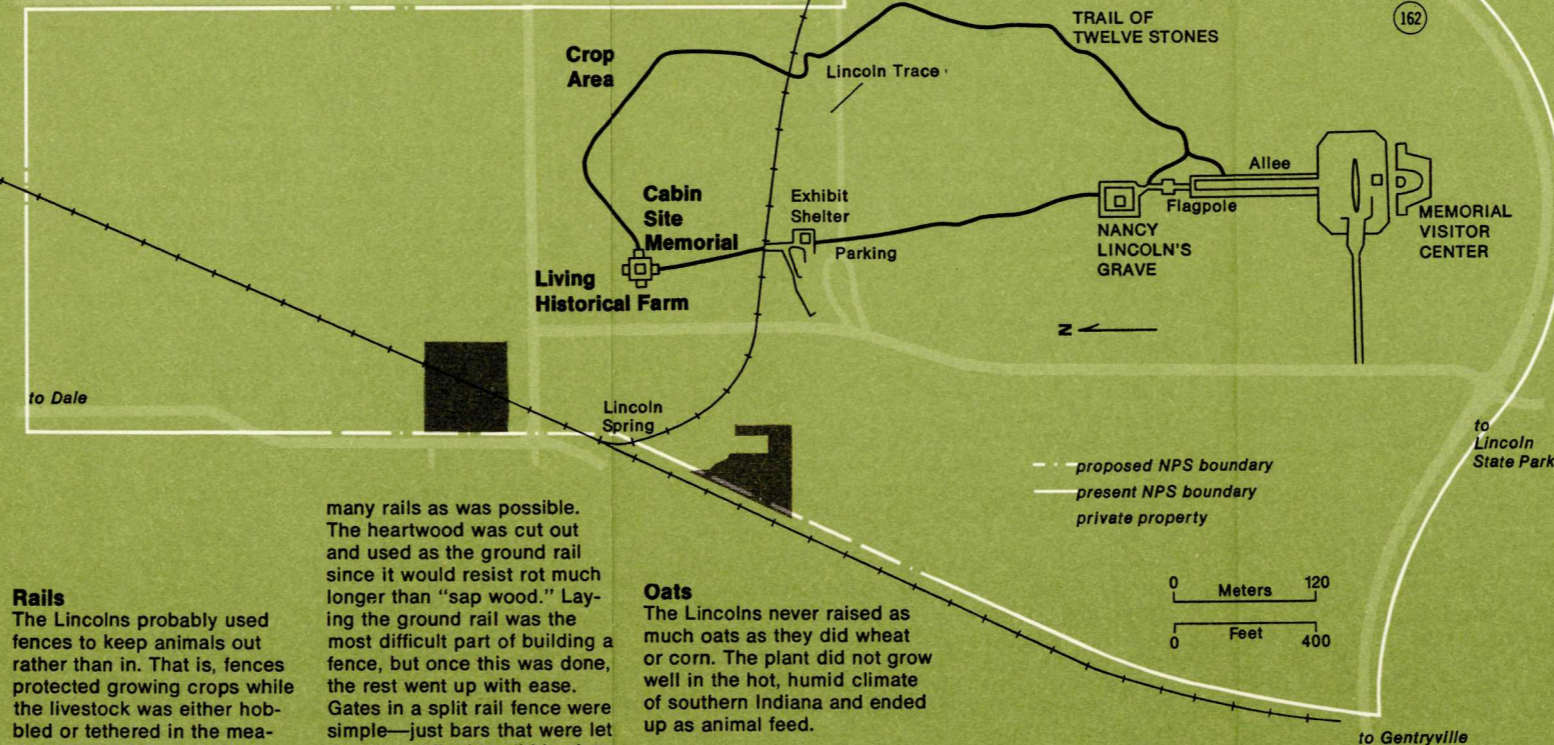 TRAIL OF
TWELVE STONES
162
Crop
Area
Lincoln Trace
Cabin
Site
Memorial
Exhibit
Shelter
Parking
Living
Historical Farm
Allee
Flagpole
NANCY
LINCOLN'S
GRAVE
MEMORIAL
VISITOR
CENTER
N
to Dale
Lincoln
Spring
to
Lincoln
State Park
proposed NPS boundary
present NPS boundary
private property
0 Meters 120
0 Feet 400
to Gentryville
Rails
The Lincolns probably used
fences to keep animals out
rather than in. That is, fences
protected growing crops while
the livestock was either hob-
bled or tethered in the mea-
many rails as was possible.
The heartwood was cut out
and used as the ground rail
since it would resist rot much
longer than “sap wood.” Lay-
ing the ground rail was the
most difficult part of building a
fence, but once this was done,
the rest went up with ease.
Gates in a split rail fence were
simple—just bars that were let
Oats
The Lincolns never raised as
much oats as they did wheat
or corn. The plant did not grow
well in the hot, humid climate
of southern Indiana and ended
up as animal feed.